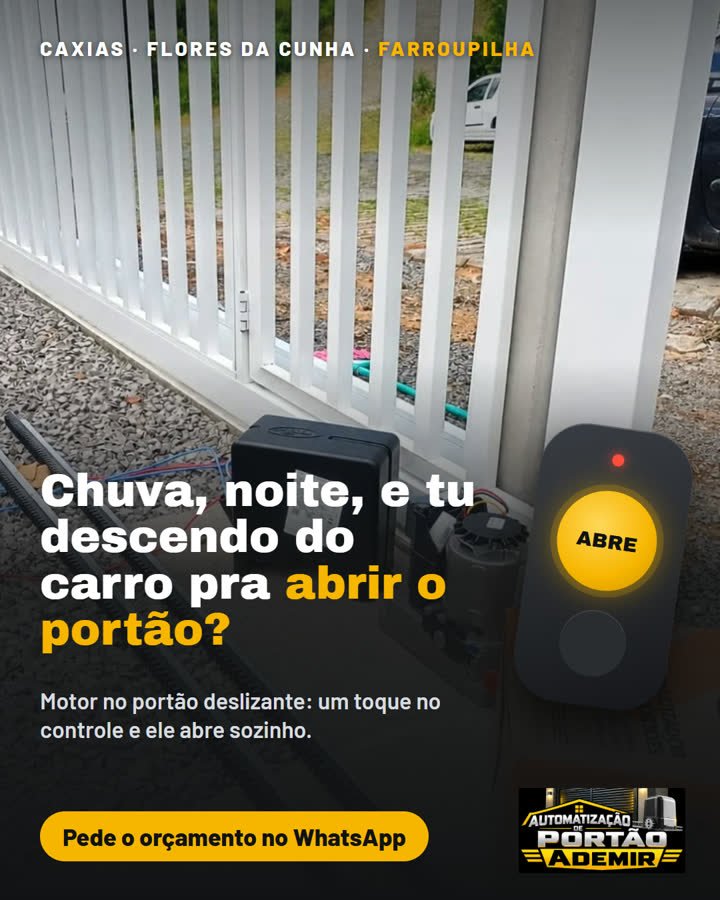 CAXIAS · FLORES DA CUNHA · FARROUPILHA
Chuva, noite, e tu
descendo do
carro pra abrir o
portão?
ABRE
Motor no portão deslizante: um toque no
controle e ele abre sozinho.
Pede o orçamento no WhatsApp
AUTOMATIZAÇÃO
DE
PORTÃO
ADEMIR